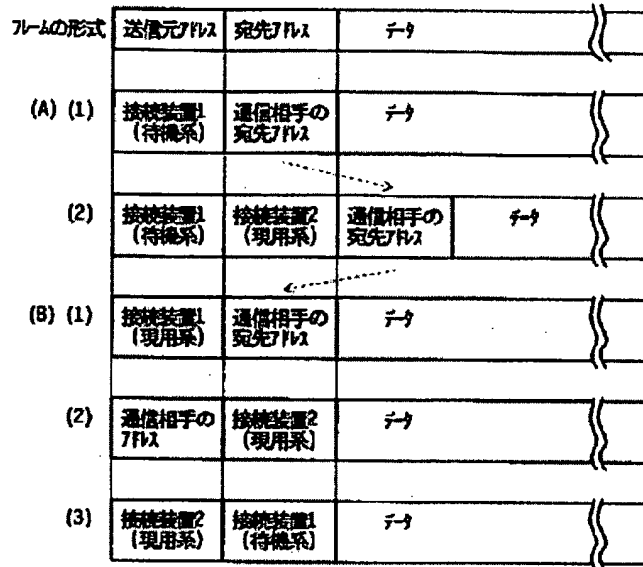 フレームの形式 送信元アドレス 宛先アドレス データ
(A) (1) 接続装置1 通信相手の データ
(待機系) 宛先アドレス
(2) 接続装置1 接続装置2 通信相手の データ
(待機系) (現用系) 宛先アドレス
(B) (1) 接続装置1 通信相手の データ
(現用系) 宛先アドレス
(2) 通信相手の 接続装置2 データ
アドレス (現用系)
(3) 接続装置2 接続装置1 データ
(現用系) (待機系)